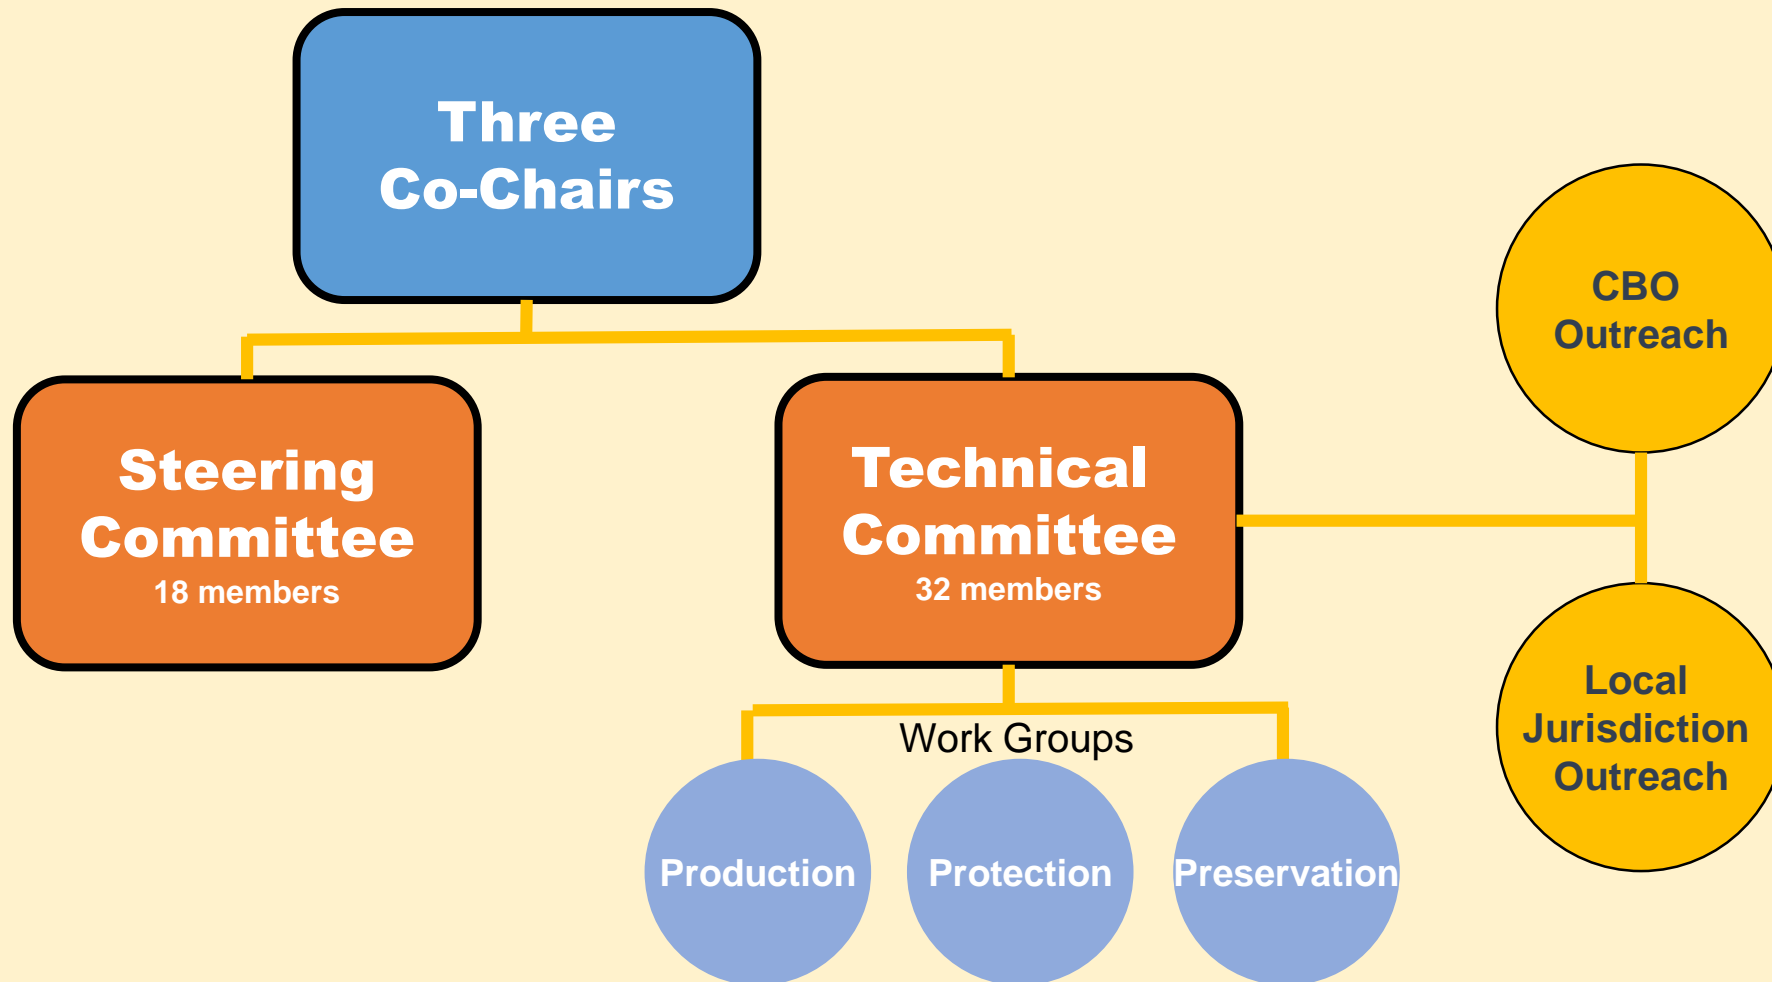 Three
Co-Chairs
Steering
Committee
18 members
Technical
Committee
32 members
CBO
Outreach
Local
Jurisdiction
Outreach
Work Groups
Production
Protection
Preservation